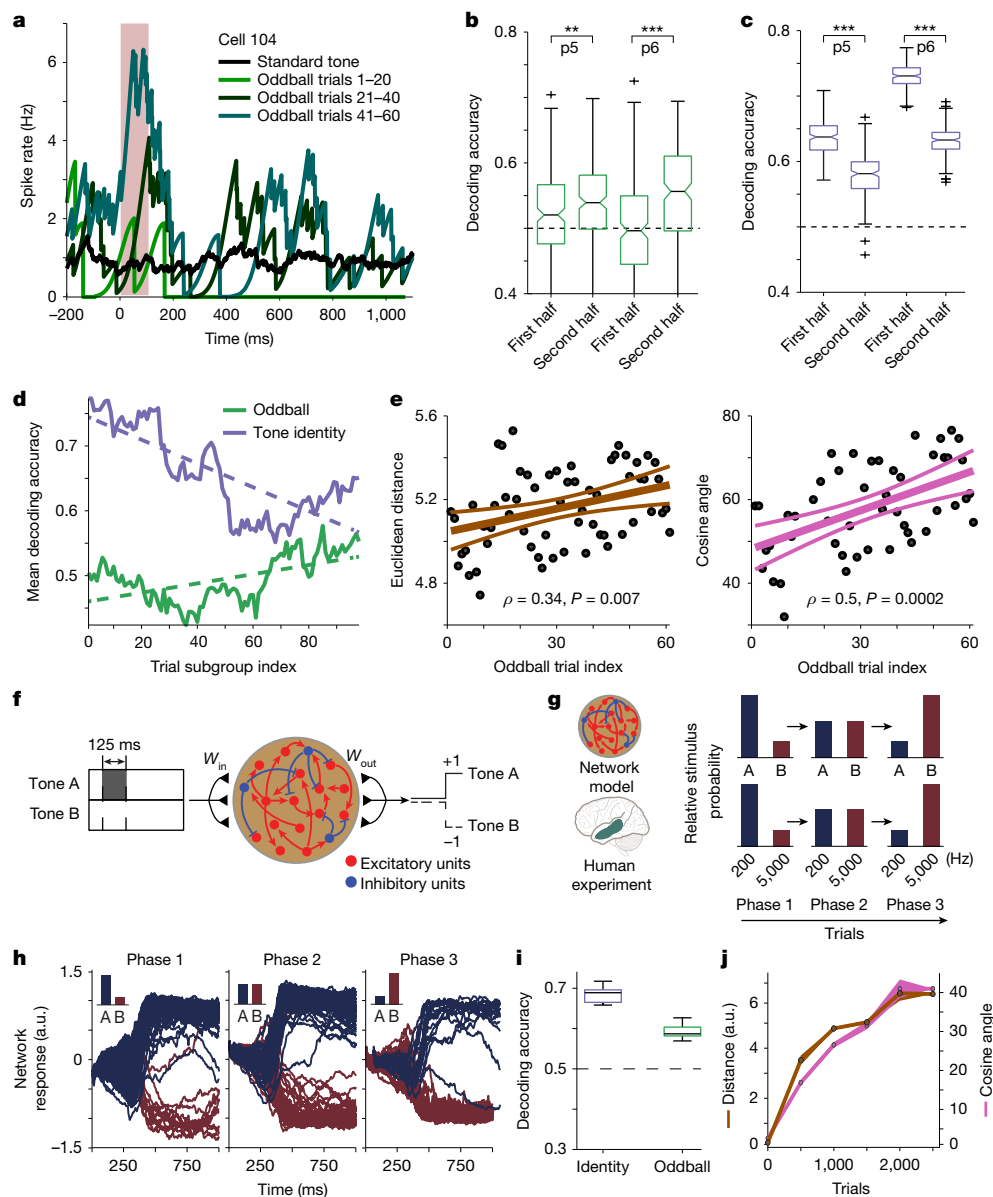 a
Cell 104
Standard tone
Oddball trials 1–20
Oddball trials 21–40
Oddball trials 41–60
Spike rate (Hz)
6
4
2
0
–200 0 200 400 600 800 1,000
Time (ms)
b
** ***
p5 p6
Decoding accuracy
0.8
0.6
0.4
First half
Second half
First half
Second half
c
*** ***
p5 p6
Decoding accuracy
0.8
0.6
0.4
First half
Second half
First half
Second half
d
Oddball
Tone identity
Mean decoding accuracy
0.7
0.6
0.5
0 20 40 60 80
Trial subgroup index
e
Euclidean distance
5.6
5.2
4.8
ρ = 0.34, P = 0.007
0 30 60
Oddball trial index
Cosine angle
80
60
40
ρ = 0.5, P = 0.0002
0 30 60
Oddball trial index
f
125 ms
Tone A
Tone B
Win
Wout
+1
Tone A
Tone B
−1
Excitatory units
Inhibitory units
g
Network
model
Human
experiment
Relative stimulus
probability
A B A B A B
200 5,000 200 5,000 200 5,000 (Hz)
Phase 1 Phase 2 Phase 3
Trials
h
Phase 1 Phase 2 Phase 3
A B A B A B
Network
response (a.u.)
1.5
0
−1.5
250 750 250 750 250 750
Time (ms)
i
Decoding accuracy
0.7
0.5
0.3
Identity Oddball
j
Distance (a.u.)
6
4
2
0
Cosine angle
40
30
20
10
0
0 1,000 2,000
Trials